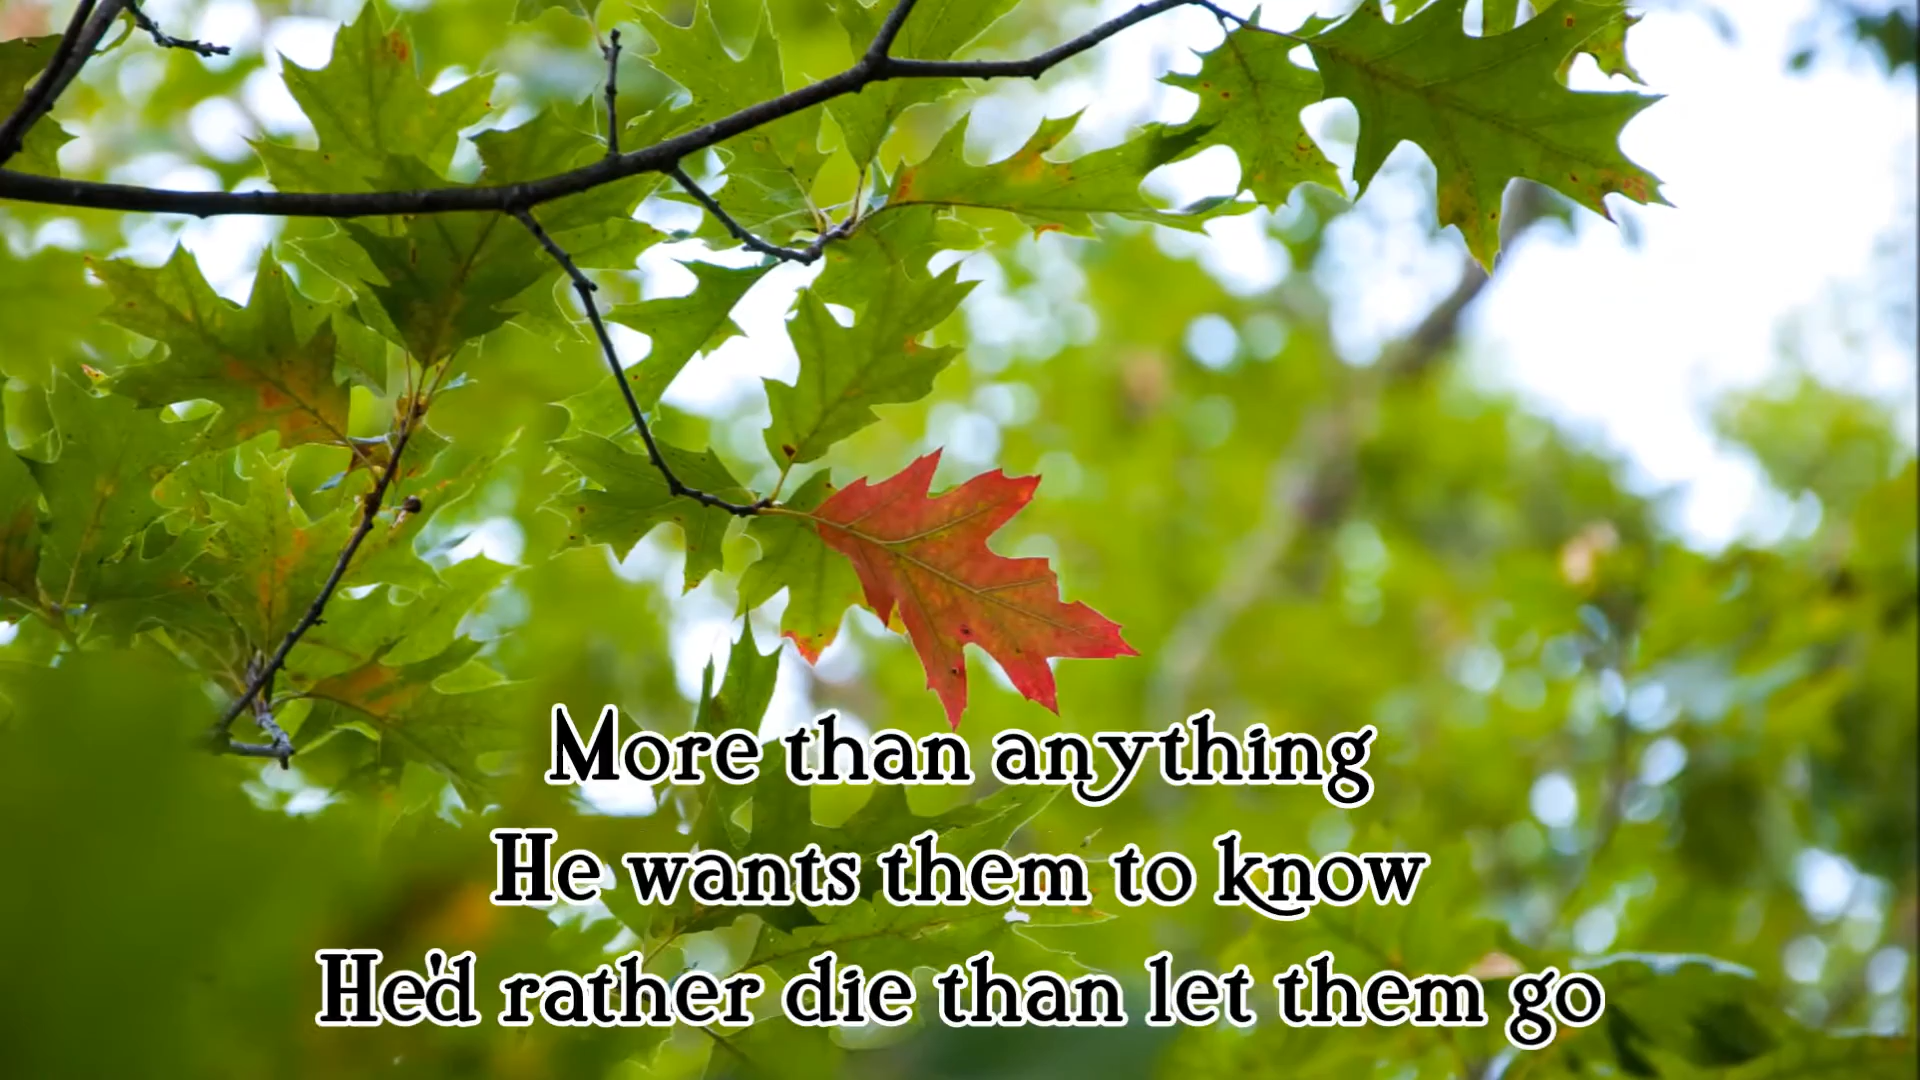 More than anything
He wants them to know
He'd rather die than let them go